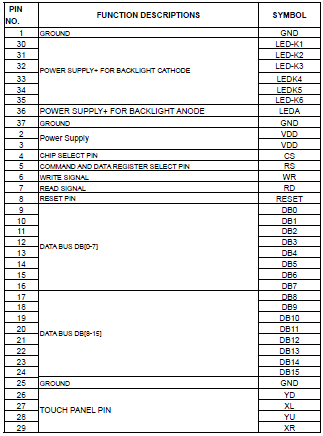 PIN NO. FUNCTION DESCRIPTIONS SYMBOL
1 GROUND GND
30 LED-K1
31 LED-K2
32 LED-K3
POWER SUPPLY+ FOR BACKLIGHT CATHODE
33 LEDK4
34 LEDK5
35 LED-K6
36 POWER SUPPLY+ FOR BACKLIGHT ANODE LEDA
37 GROUND GND
2 VDD
Power Supply
3 VDD
4 CHIP SELECT PIN CS
5 COMMAND AND DATA REGISTER SELECT PIN RS
6 WRITE SIGNAL WR
7 READ SIGNAL RD
8 RESET PIN RESET
9 DB0
10 DB1
11 DB2
12 DB3
DATA BUS DB[0-7]
13 DB4
14 DB5
15 DB6
16 DB7
17 DB8
18 DB9
19 DB10
20 DB11
DATA BUS DB[8-15]
21 DB12
22 DB13
23 DB14
24 DB15
25 GROUND GND
26 YD
27 XL
TOUCH PANEL PIN
28 YU
29 XR